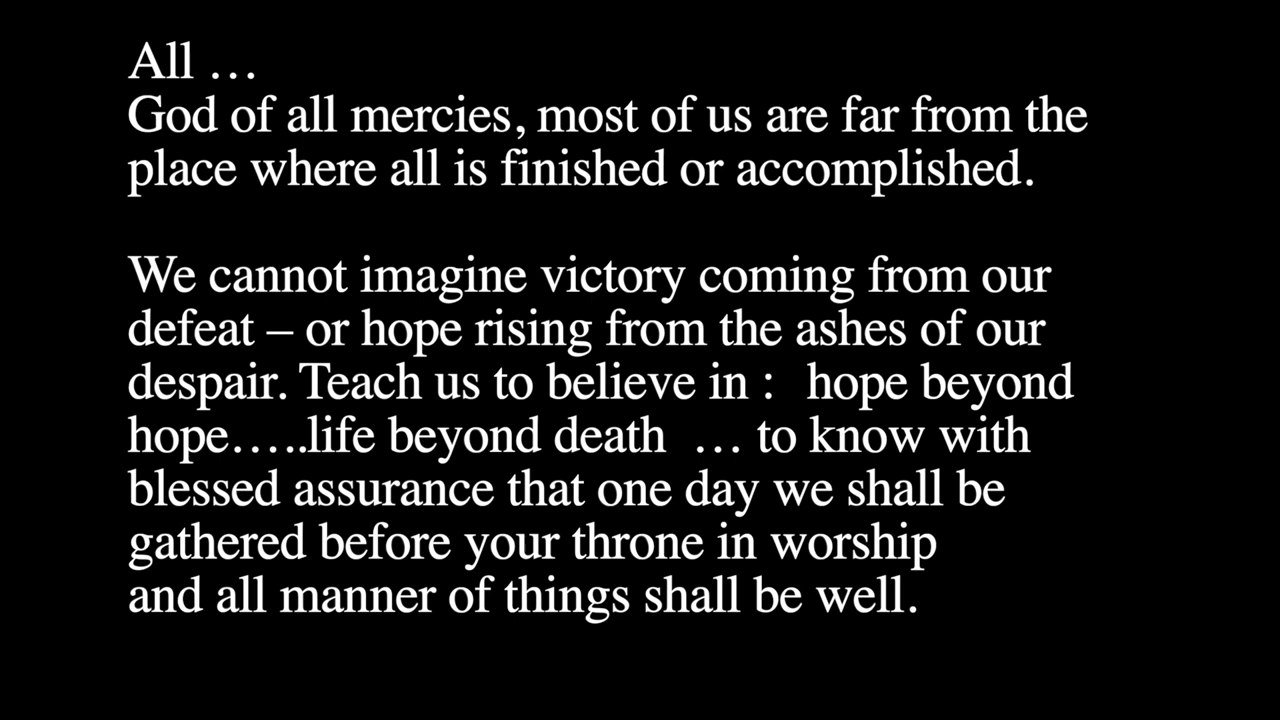 All …
God of all mercies, most of us are far from the
place where all is finished or accomplished.
We cannot imagine victory coming from our
defeat – or hope rising from the ashes of our
despair. Teach us to believe in :  hope beyond
hope…..life beyond death  … to know with
blessed assurance that one day we shall be
gathered before your throne in worship
and all manner of things shall be well.